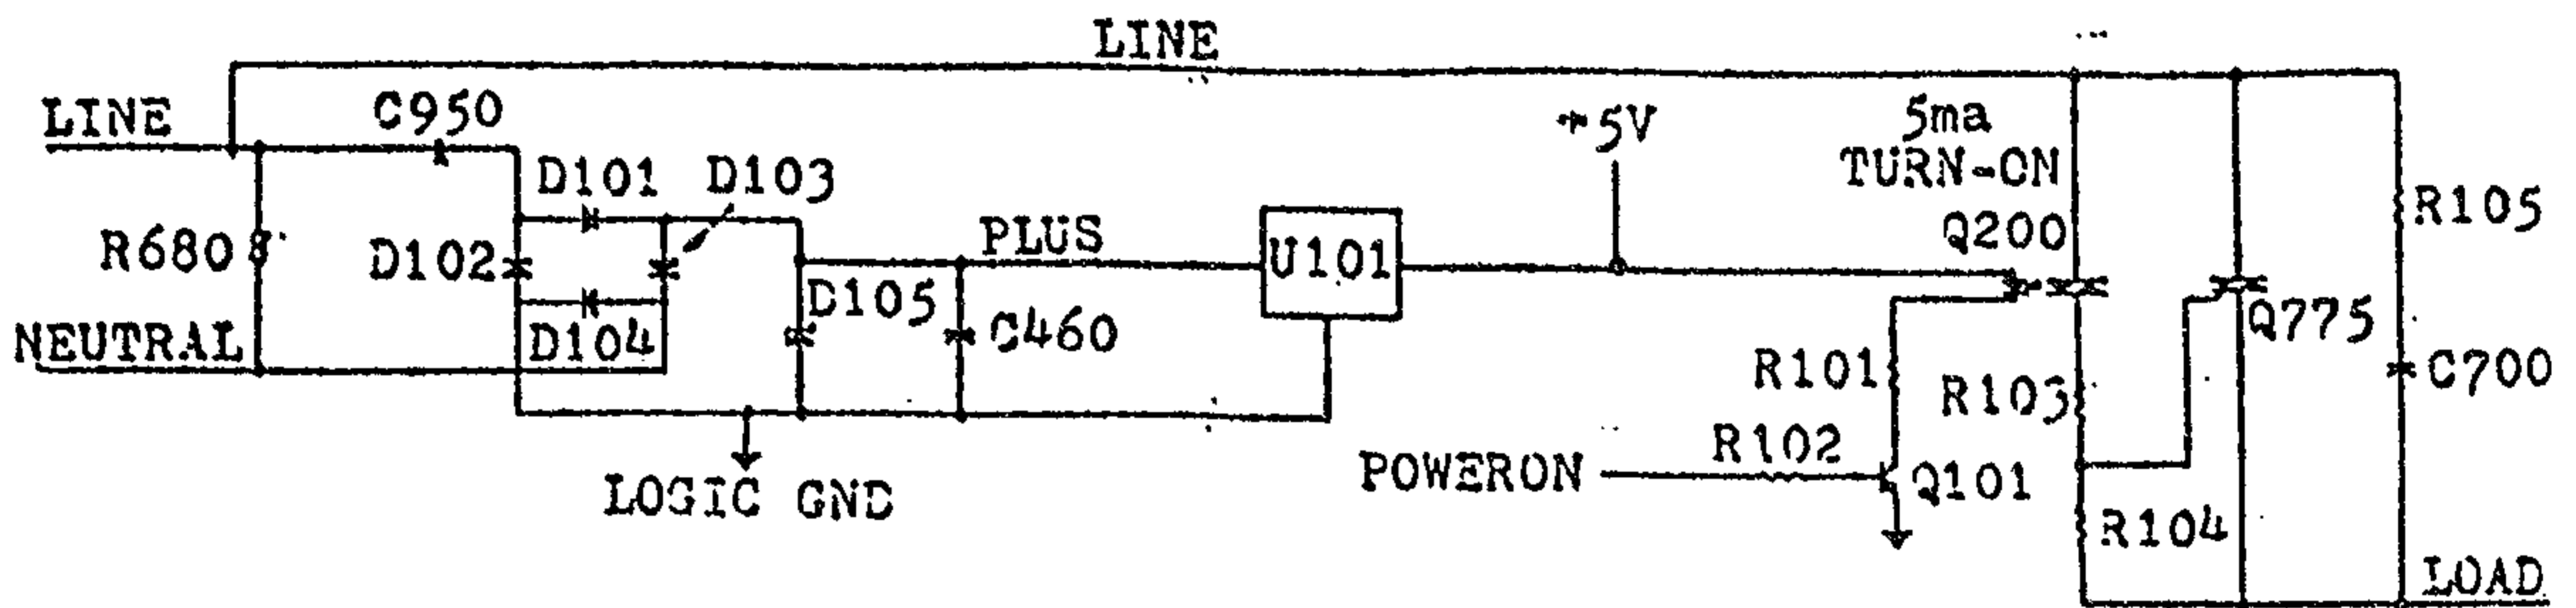 LINE
LINE
C950
+5V
5ma
TURN-ON
D101
D103
R105
R680
D102
PLUS
U101
Q200
D105
C460
Q775
NEUTRAL
D104
R101
R103
C700
LOGIC GND
POWERON
R102
Q101
R104
LOAD